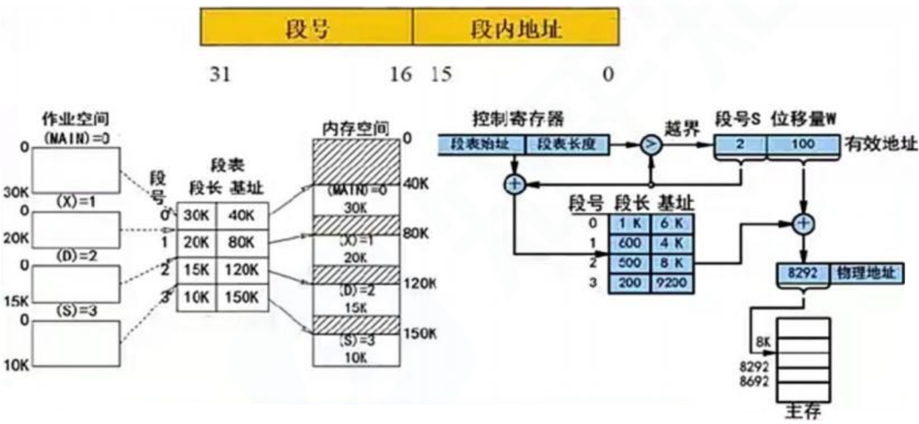 段号 段内地址
31 16 15 0
作业空间
(MAIN)=0
0
30K
(X)=1
0
20K
(D)=2
0
15K
(S)=3
0
10K
段表
段号 段长 基址
0 30K 40K
1 20K 80K
2 15K 120K
3 10K 150K
内存空间
0
40K
(MAIN)=0
30K
80K
(X)=1
20K
120K
(D)=2
15K
150K
(S)=3
10K
控制寄存器
段表始址 段表长度
>
越界
段号S 位移量W
2 100 有效地址
+
段号 段长 基址
0 1 K 6 K
1 600 4 K
2 500 8 K
3 200 9200
+
8292 物理地址
8K
8292
8692
主存